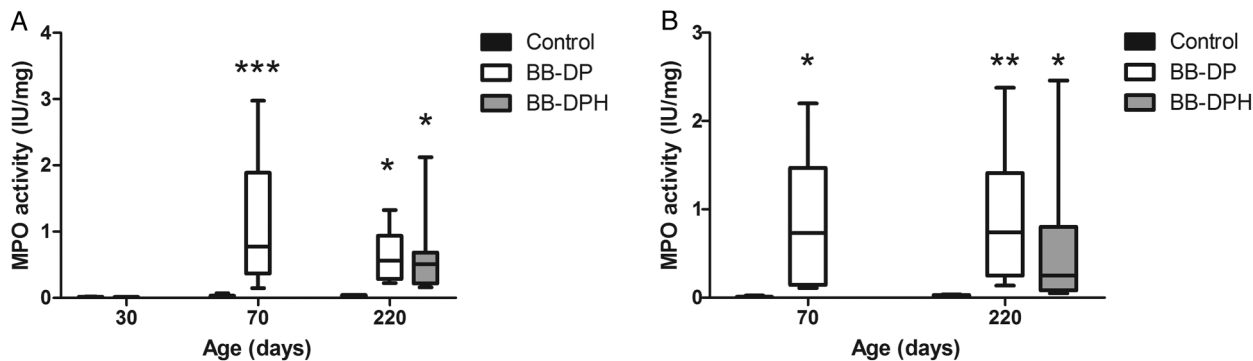 A
MPO activity (IU/mg)
4
3
2
1
0
***
*
*
Control
BB-DP
BB-DPH
30 70 220
Age (days)
B
MPO activity (IU/mg)
3
2
1
0
*
** *
Control
BB-DP
BB-DPH
70 220
Age (days)